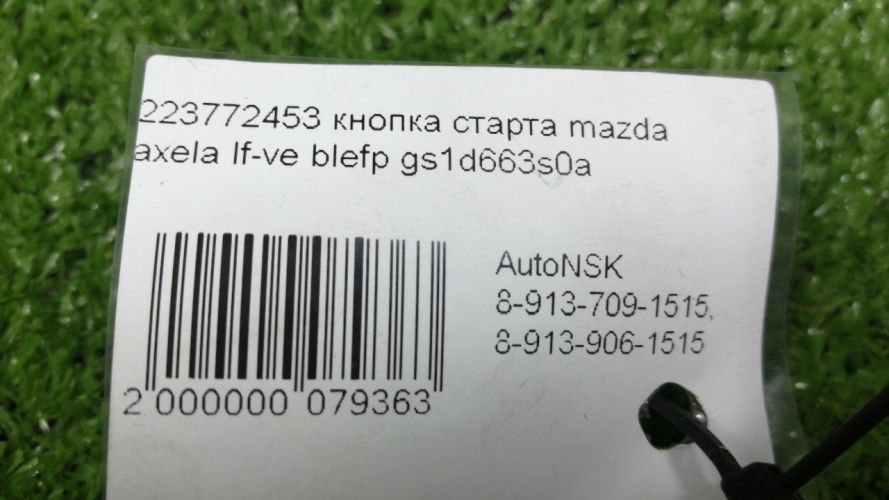 223772453 кнопка старта mazda
axela lf-ve blefp gs1d663s0a
AutoNSK
8-913-709-1515,
8-913-906-1515
2 000000 079363